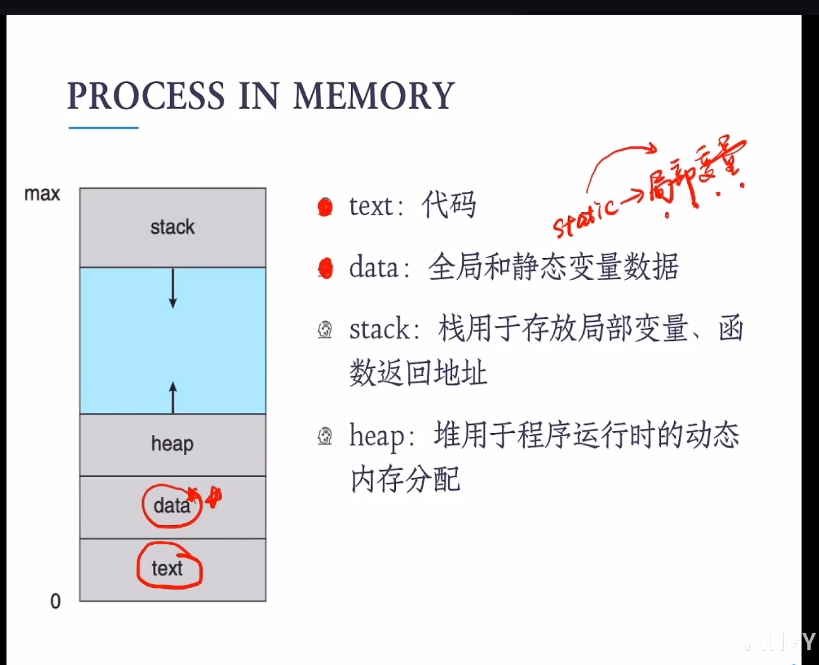 PROCESS IN MEMORY
max
stack
heap
data
text
0
static→局部变量
text：代码
data：全局和静态变量数据
stack：栈用于存放局部变量、函
数返回地址
heap：堆用于程序运行时的动态
内存分配